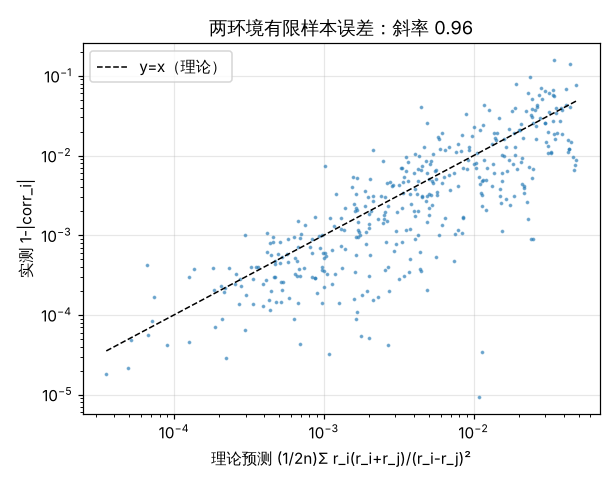 两环境有限样本误差：斜率 0.96
y=x（理论）
实测 1-|corr_i|
10⁻¹
10⁻²
10⁻³
10⁻⁴
10⁻⁵
10⁻⁴ 10⁻³ 10⁻²
理论预测 (1/2n)Σ r_i(r_i+r_j)/(r_i-r_j)²